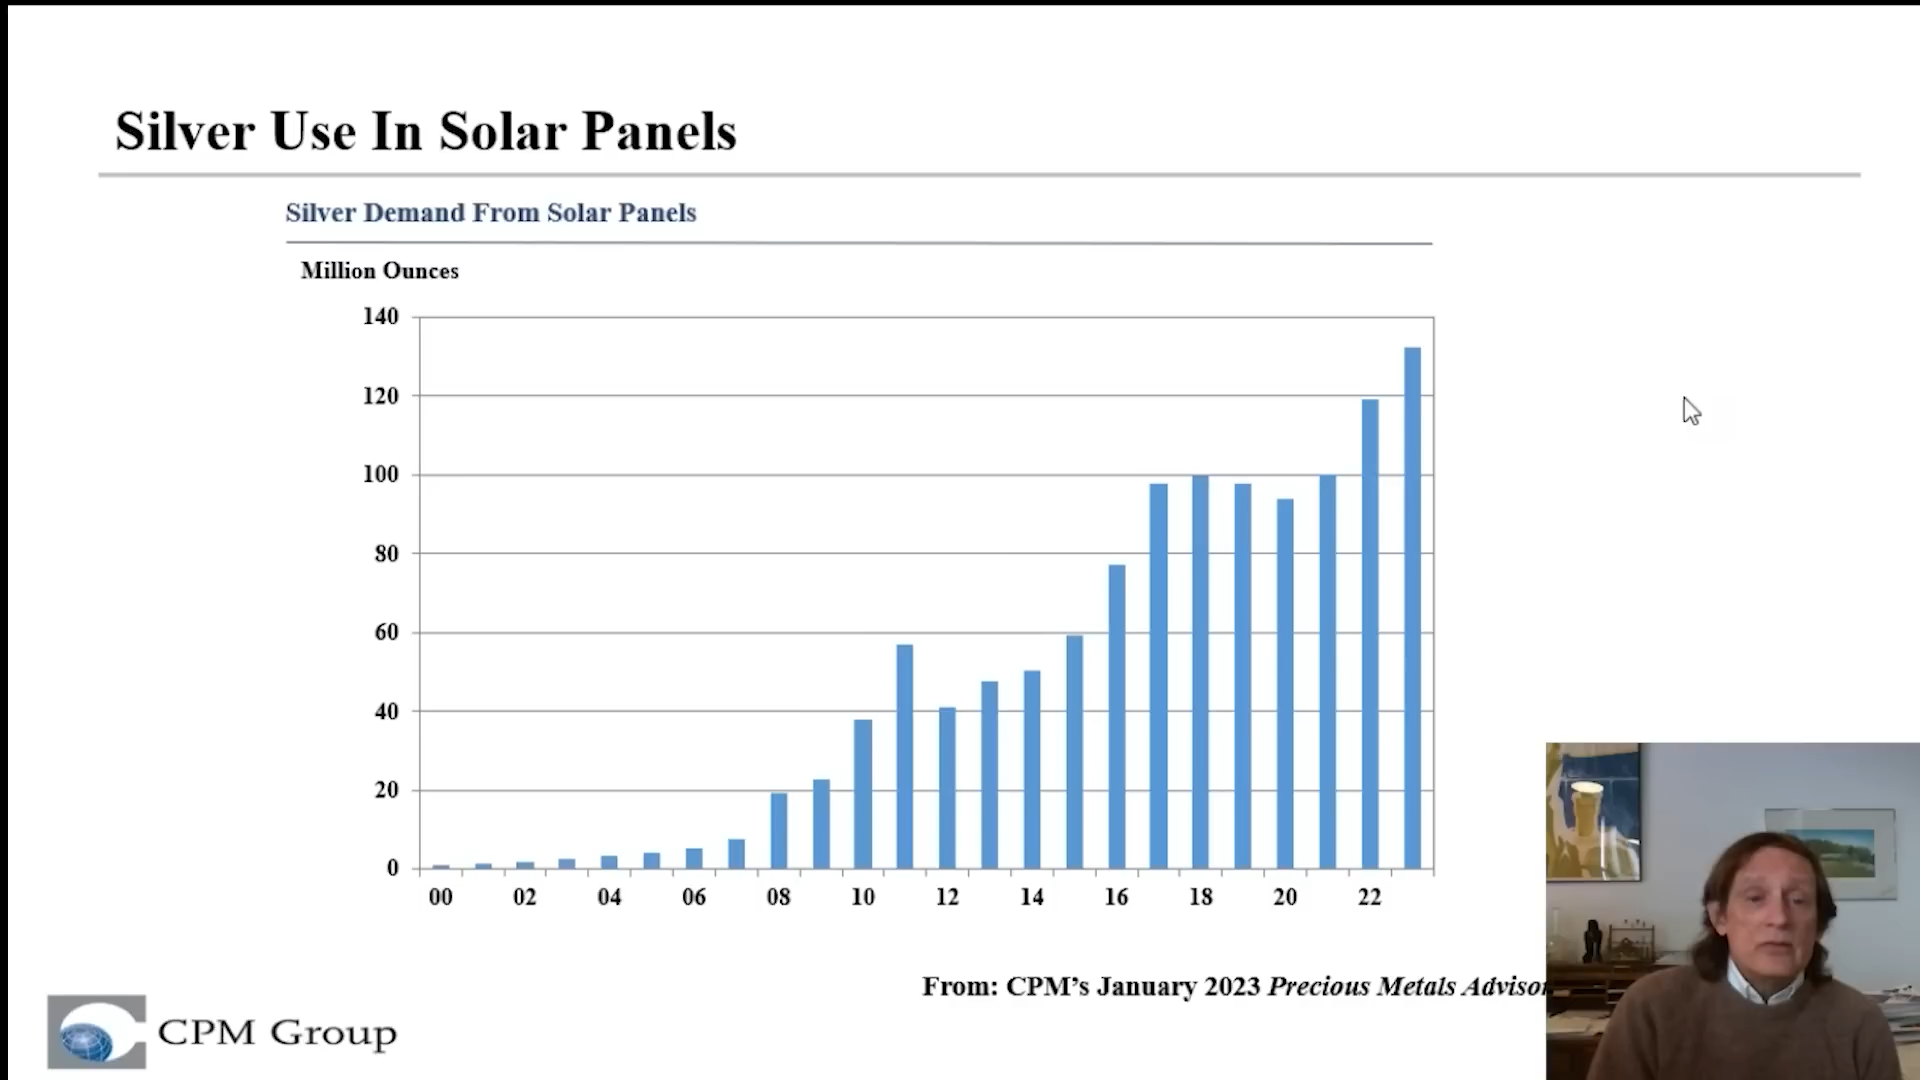 Silver Use In Solar Panels
Silver Demand From Solar Panels
Million Ounces
140
120
100
80
60
40
20
0
00 02 04 06 08 10 12 14 16 18 20 22
From: CPM's January 2023 Precious Metals Advisor
CPM Group